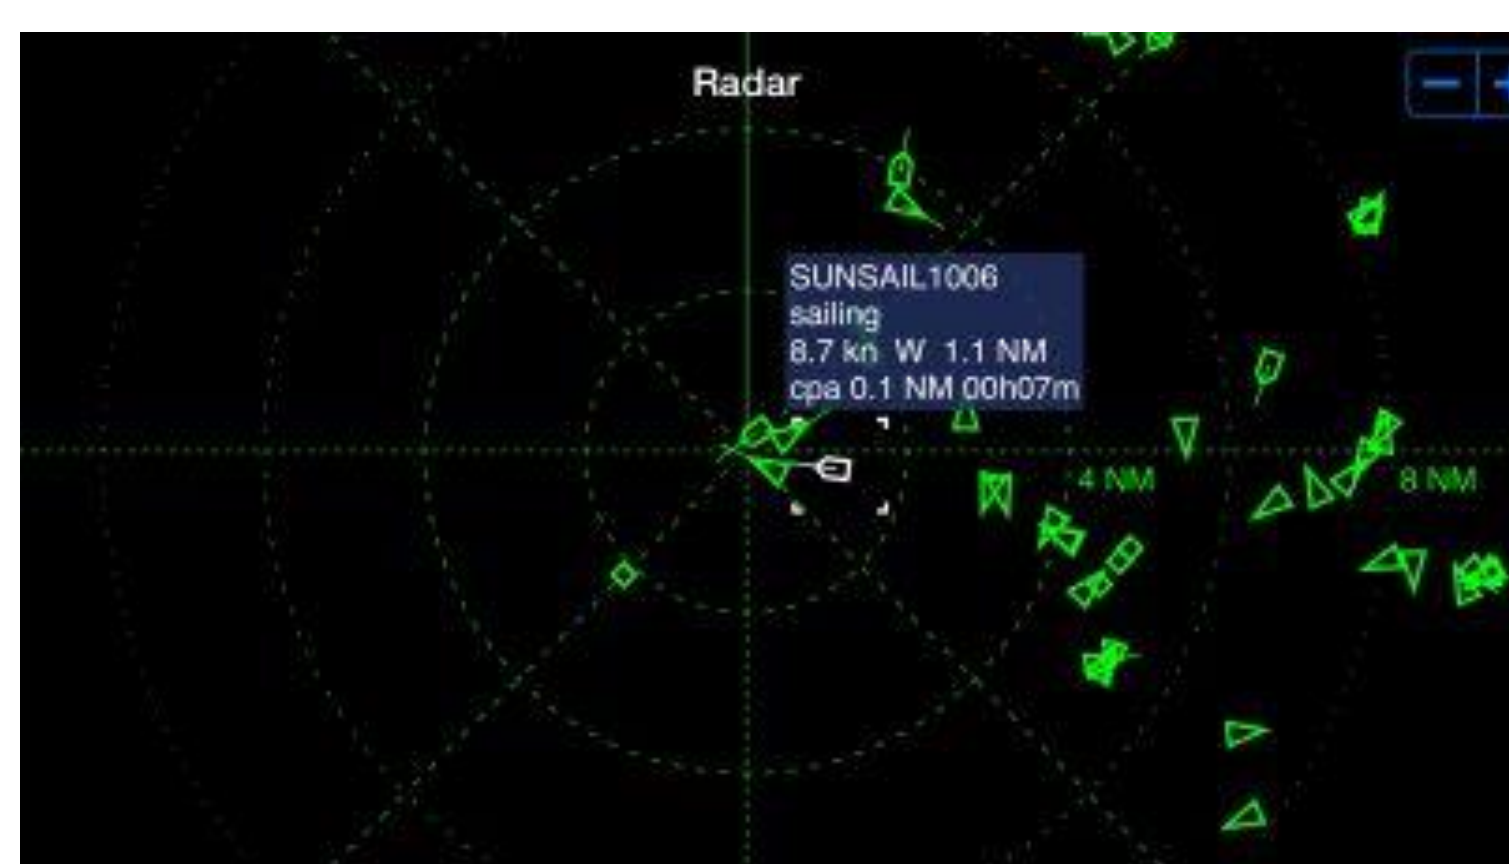 Radar
SUNSAIL1006
sailing
8.7 kn W 1.1 NM
cpa 0.1 NM 00h07m
4 NM
8 NM